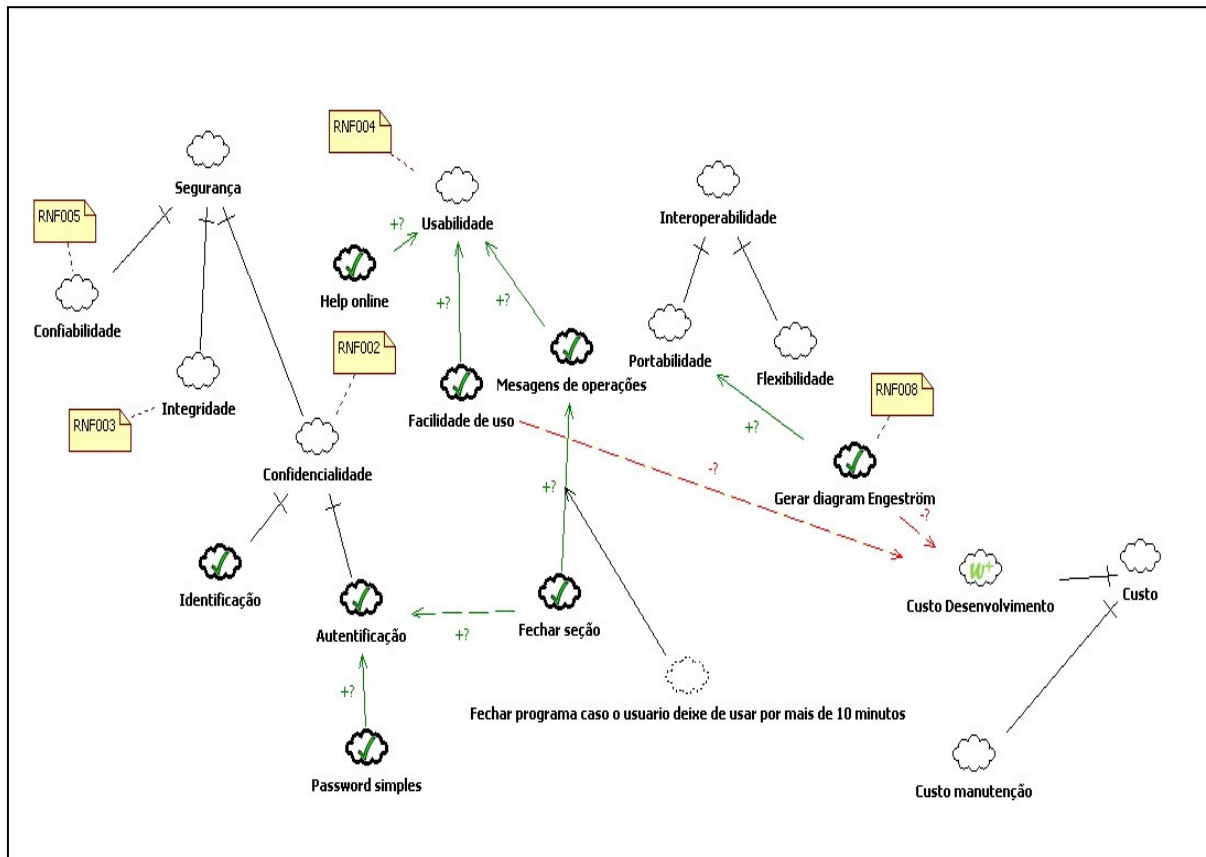 RNF004
Segurança
RNF005
Usabilidade
Interoperabilidade
+?
Help online
+?
+?
Confiabilidade
RNF002
Portabilidade
Flexibilidade
Mesagens de operações
RNF008
Integridade
RNF003
Facilidade de uso
+?
-?
Confidencialidade
+?
Gerar diagram Engeström
-?
w+
Identificação
Custo Desenvolvimento
Custo
Autentificação
+?
Fechar seção
+?
Fechar programa caso o usuario deixe de usar por mais de 10 minutos
Password simples
Custo manutenção